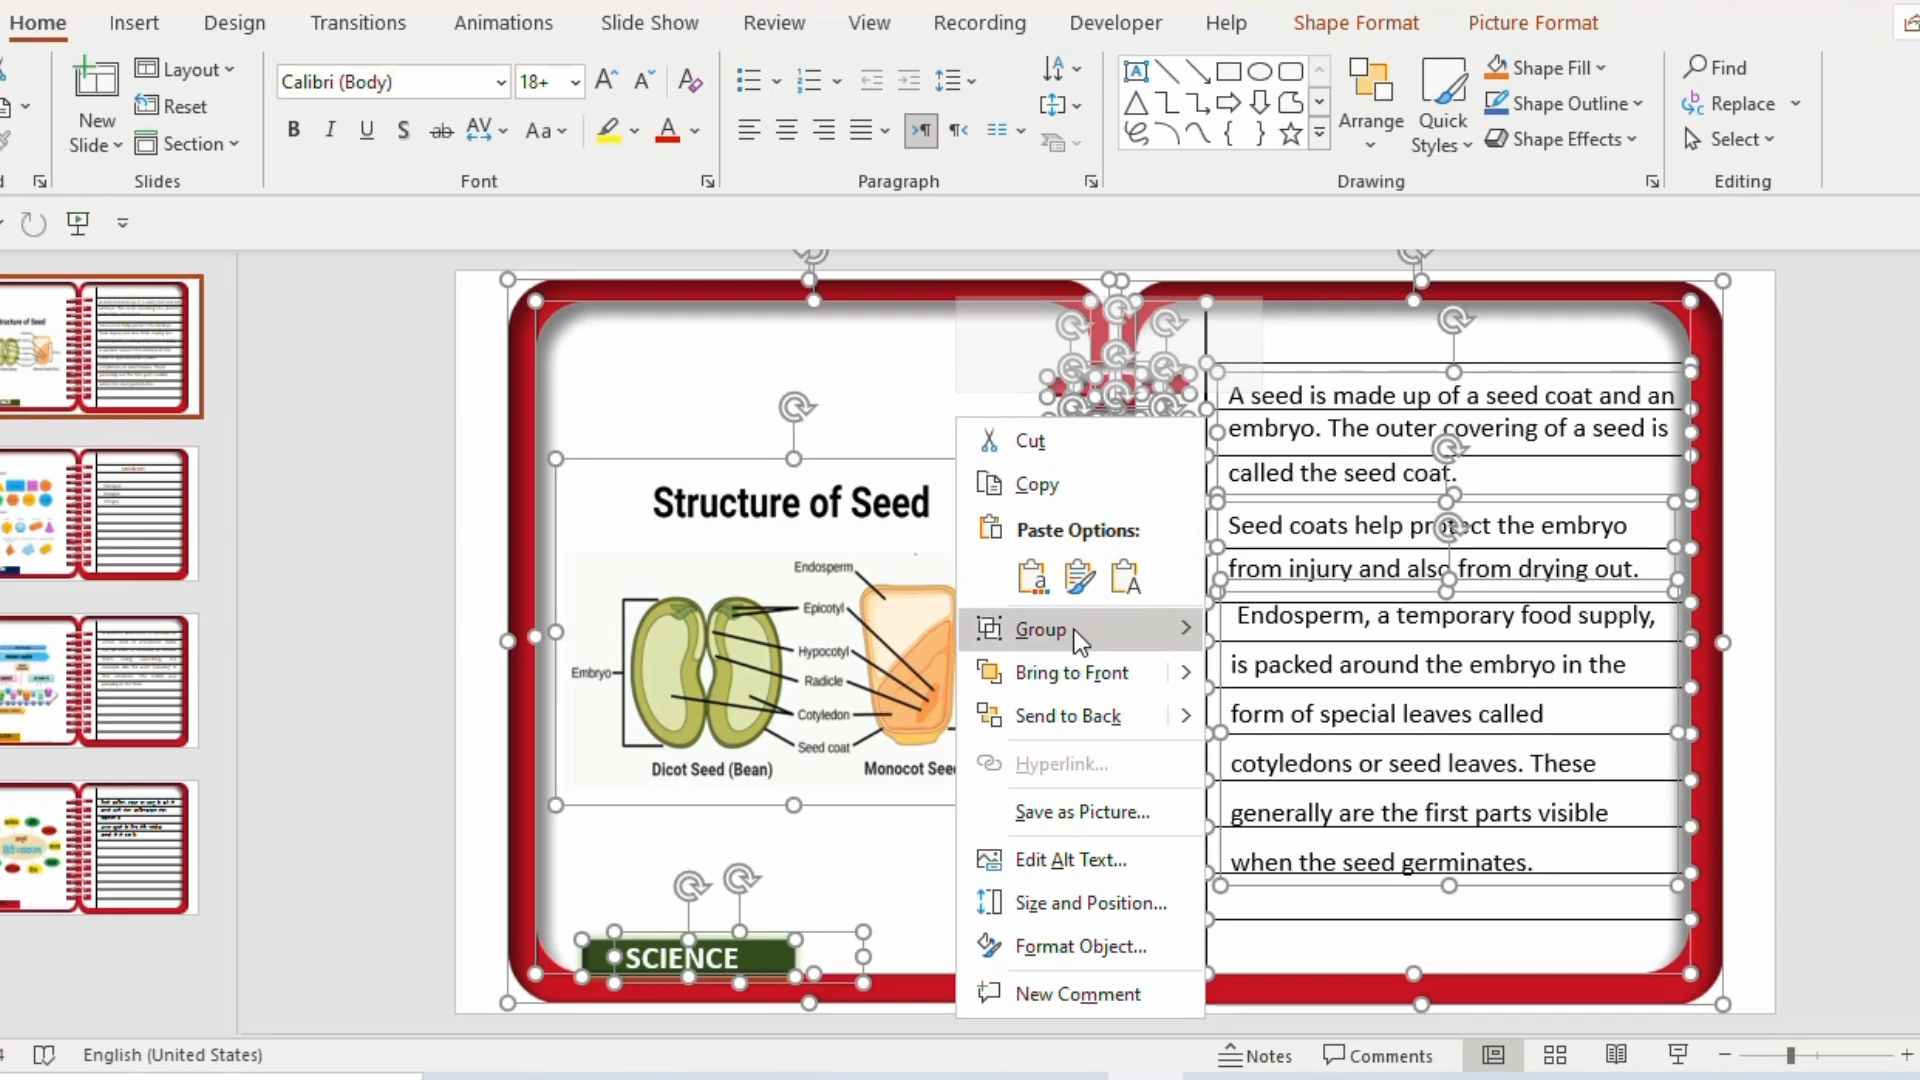 Home Insert Design Transitions Animations Slide Show Review View Recording Developer Help Shape Format Picture Format
New Slide
Layout
Reset
Section
Slides
Calibri (Body) 18+
Font
Paragraph
Arrange
Quick Styles
Shape Fill
Shape Outline
Shape Effects
Drawing
Find
Replace
Select
Editing
Structure of Seed
Endosperm
Epicotyl
Hypocotyl
Radicle
Cotyledon
Seed coat
Embryo
Dicot Seed (Bean)
Monocot See
SCIENCE
Cut
Copy
Paste Options:
Group
Bring to Front
Send to Back
Hyperlink...
Save as Picture...
Edit Alt Text...
Size and Position...
Format Object...
New Comment
A seed is made up of a seed coat and an
embryo. The outer covering of a seed is
called the seed coat.
Seed coats help protect the embryo
from injury and also from drying out.
Endosperm, a temporary food supply,
is packed around the embryo in the
form of special leaves called
cotyledons or seed leaves. These
generally are the first parts visible
when the seed germinates.
English (United States)
Notes
Comments